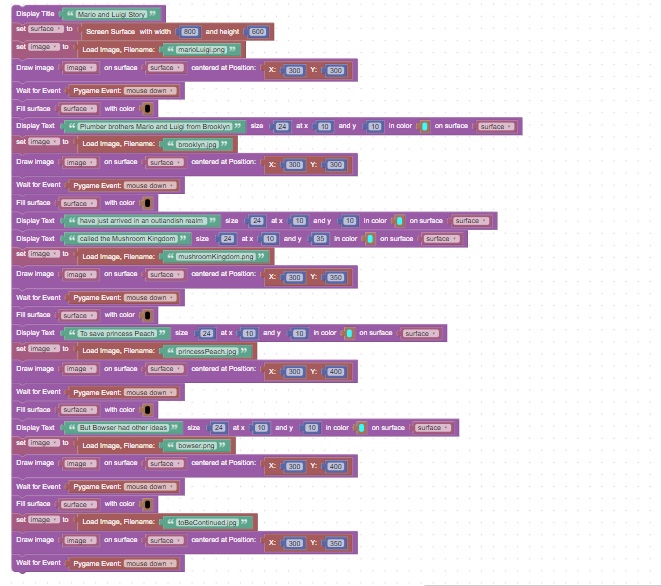 Display Title “ Mario and Luigi Story ”
set surface to Screen Surface with width 800 and height 600
set image to Load Image, Filename: “ marioLuigi.png ”
Draw image image on surface surface centered at Position: X: 300 Y: 300
Wait for Event Pygame Event: mouse down
Fill surface surface with color
Display Text “ Plumber brothers Mario and Luigi from Brooklyn ” size 24 at x 10 and y 10 in color on surface surface
set image to Load Image, Filename: “ brooklyn.jpg ”
Draw image image on surface surface centered at Position: X: 300 Y: 300
Wait for Event Pygame Event: mouse down
Fill surface surface with color
Display Text “ have just arrived in an outlandish realm ” size 24 at x 10 and y 10 in color on surface surface
Display Text “ called the Mushroom Kingdom ” size 24 at x 10 and y 35 in color on surface surface
set image to Load Image, Filename: “ mushroomKingdom.png ”
Draw image image on surface surface centered at Position: X: 300 Y: 350
Wait for Event Pygame Event: mouse down
Fill surface surface with color
Display Text “ To save princess Peach ” size 24 at x 10 and y 10 in color on surface surface
set image to Load Image, Filename: “ princessPeach.jpg ”
Draw image image on surface surface centered at Position: X: 300 Y: 400
Wait for Event Pygame Event: mouse down
Fill surface surface with color
Display Text “ But Bowser had other ideas ” size 24 at x 10 and y 10 in color on surface surface
set image to Load Image, Filename: “ bowser.png ”
Draw image image on surface surface centered at Position: X: 300 Y: 400
Wait for Event Pygame Event: mouse down
Fill surface surface with color
set image to Load Image, Filename: “ toBeContinued.jpg ”
Draw image image on surface surface centered at Position: X: 300 Y: 350
Wait for Event Pygame Event: mouse down